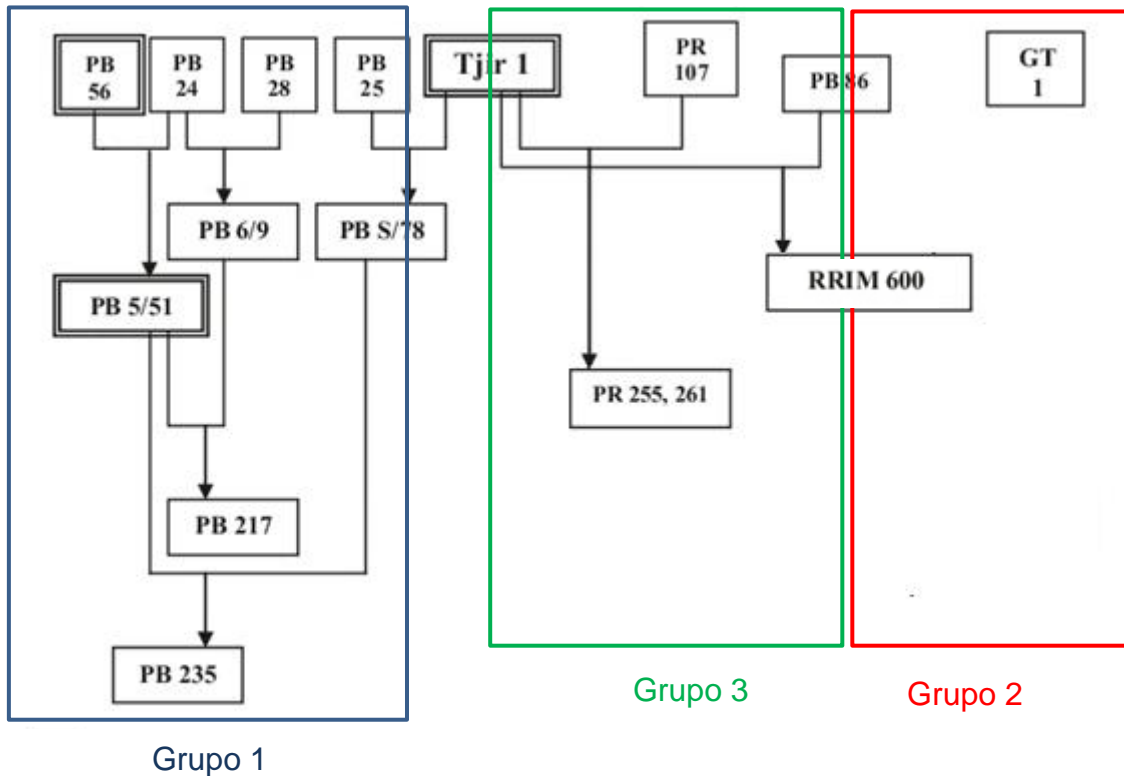 PB
56
PB
24
PB
28
PB
25
Tjir 1
PR
107
PB 86
GT
1
PB 6/9
PB S/78
PB 5/51
RRIM 600
PR 255, 261
PB 217
PB 235
Grupo 3
Grupo 2
Grupo 1